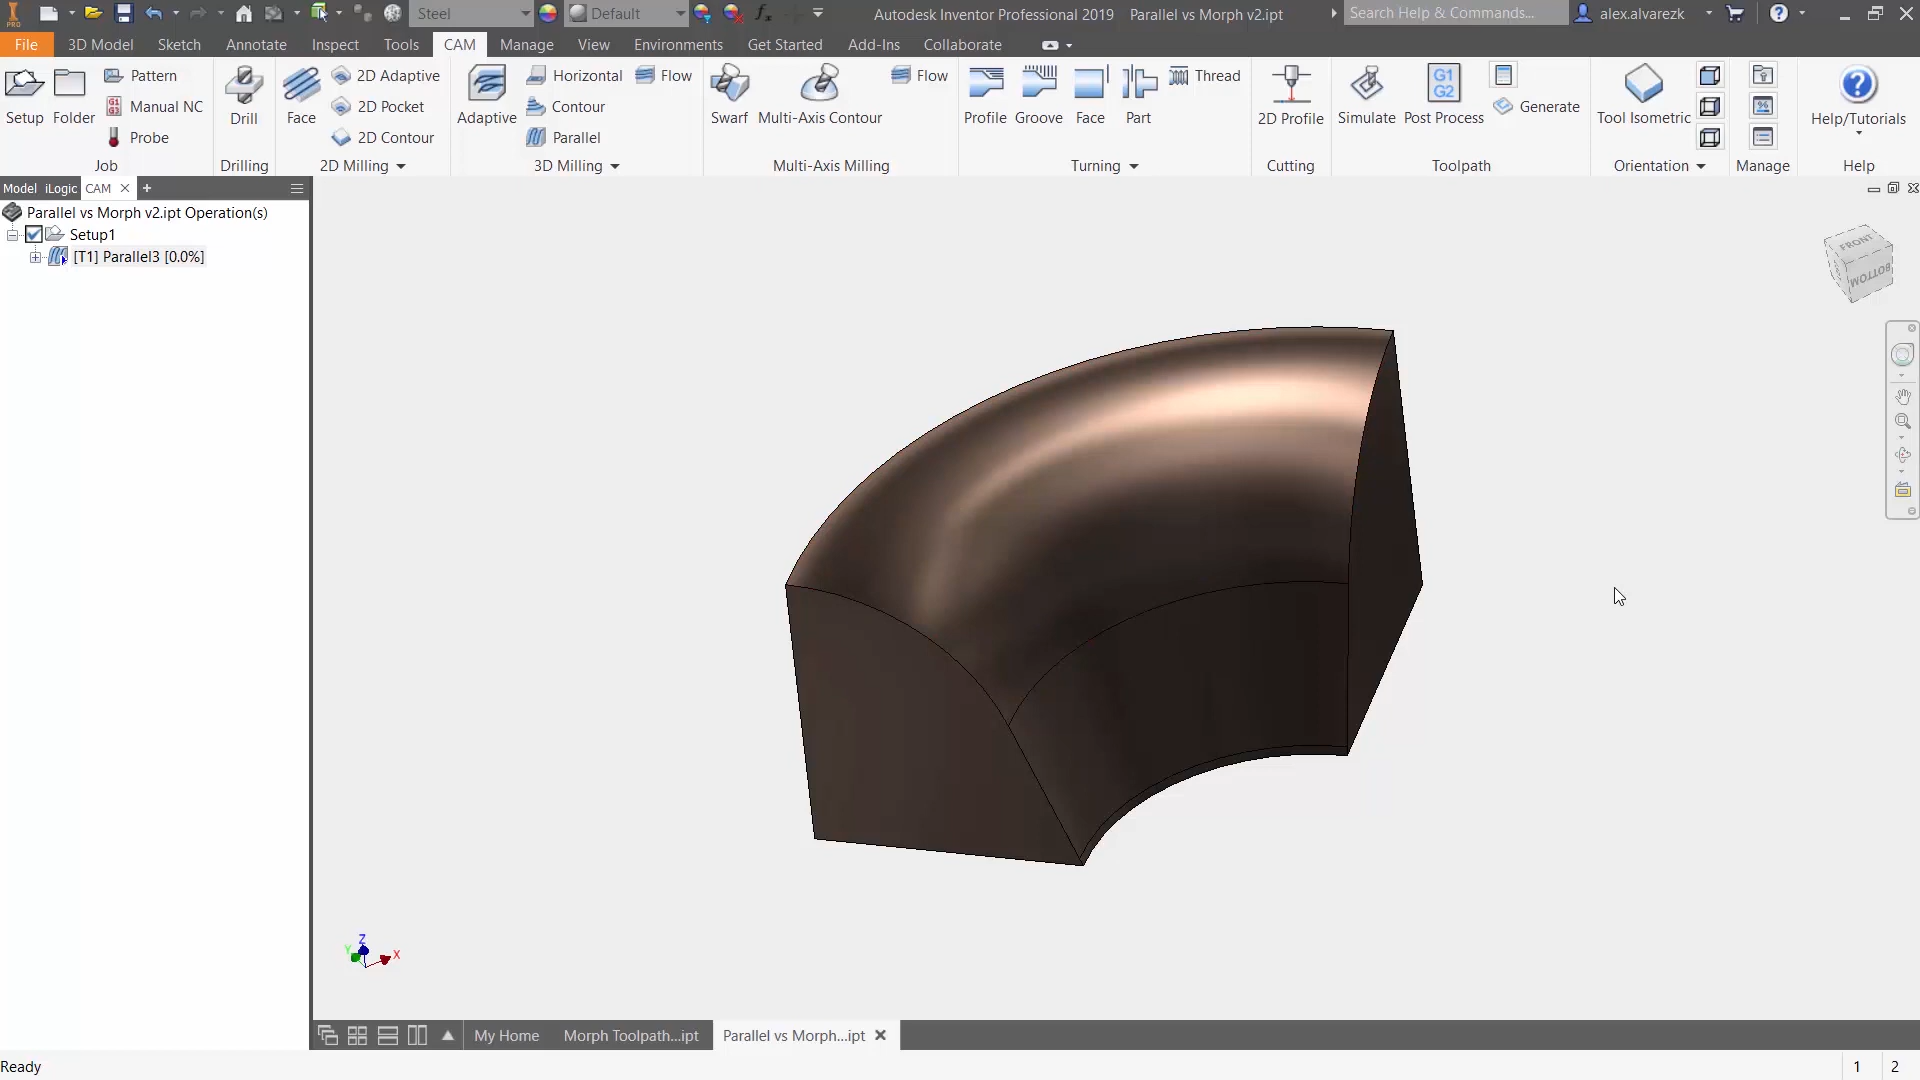 PRO
Steel
Default
Autodesk Inventor Professional 2019 Parallel vs Morph v2.ipt
Search Help & Commands...
alex.alvarezk
File 3D Model Sketch Annotate Inspect Tools CAM Manage View Environments Get Started Add-Ins Collaborate
Setup
Folder
Pattern
Manual NC
Probe
Job
Drill
Drilling
Face
2D Adaptive
2D Pocket
2D Contour
2D Milling
Adaptive
Horizontal
Contour
Parallel
Flow
3D Milling
Swarf
Multi-Axis Contour
Flow
Multi-Axis Milling
Profile
Groove
Face
Part
Thread
Turning
2D Profile
Cutting
Simulate
G1
G2
Post Process
Generate
Toolpath
Tool Isometric
Orientation
Manage
Help/Tutorials
Help
Model iLogic CAM
Parallel vs Morph v2.ipt Operation(s)
Setup1
[T1] Parallel3 [0.0%]
FRONT
BOTTOM
Z
Y
X
My Home Morph Toolpath...ipt Parallel vs Morph...ipt
Ready
1 2